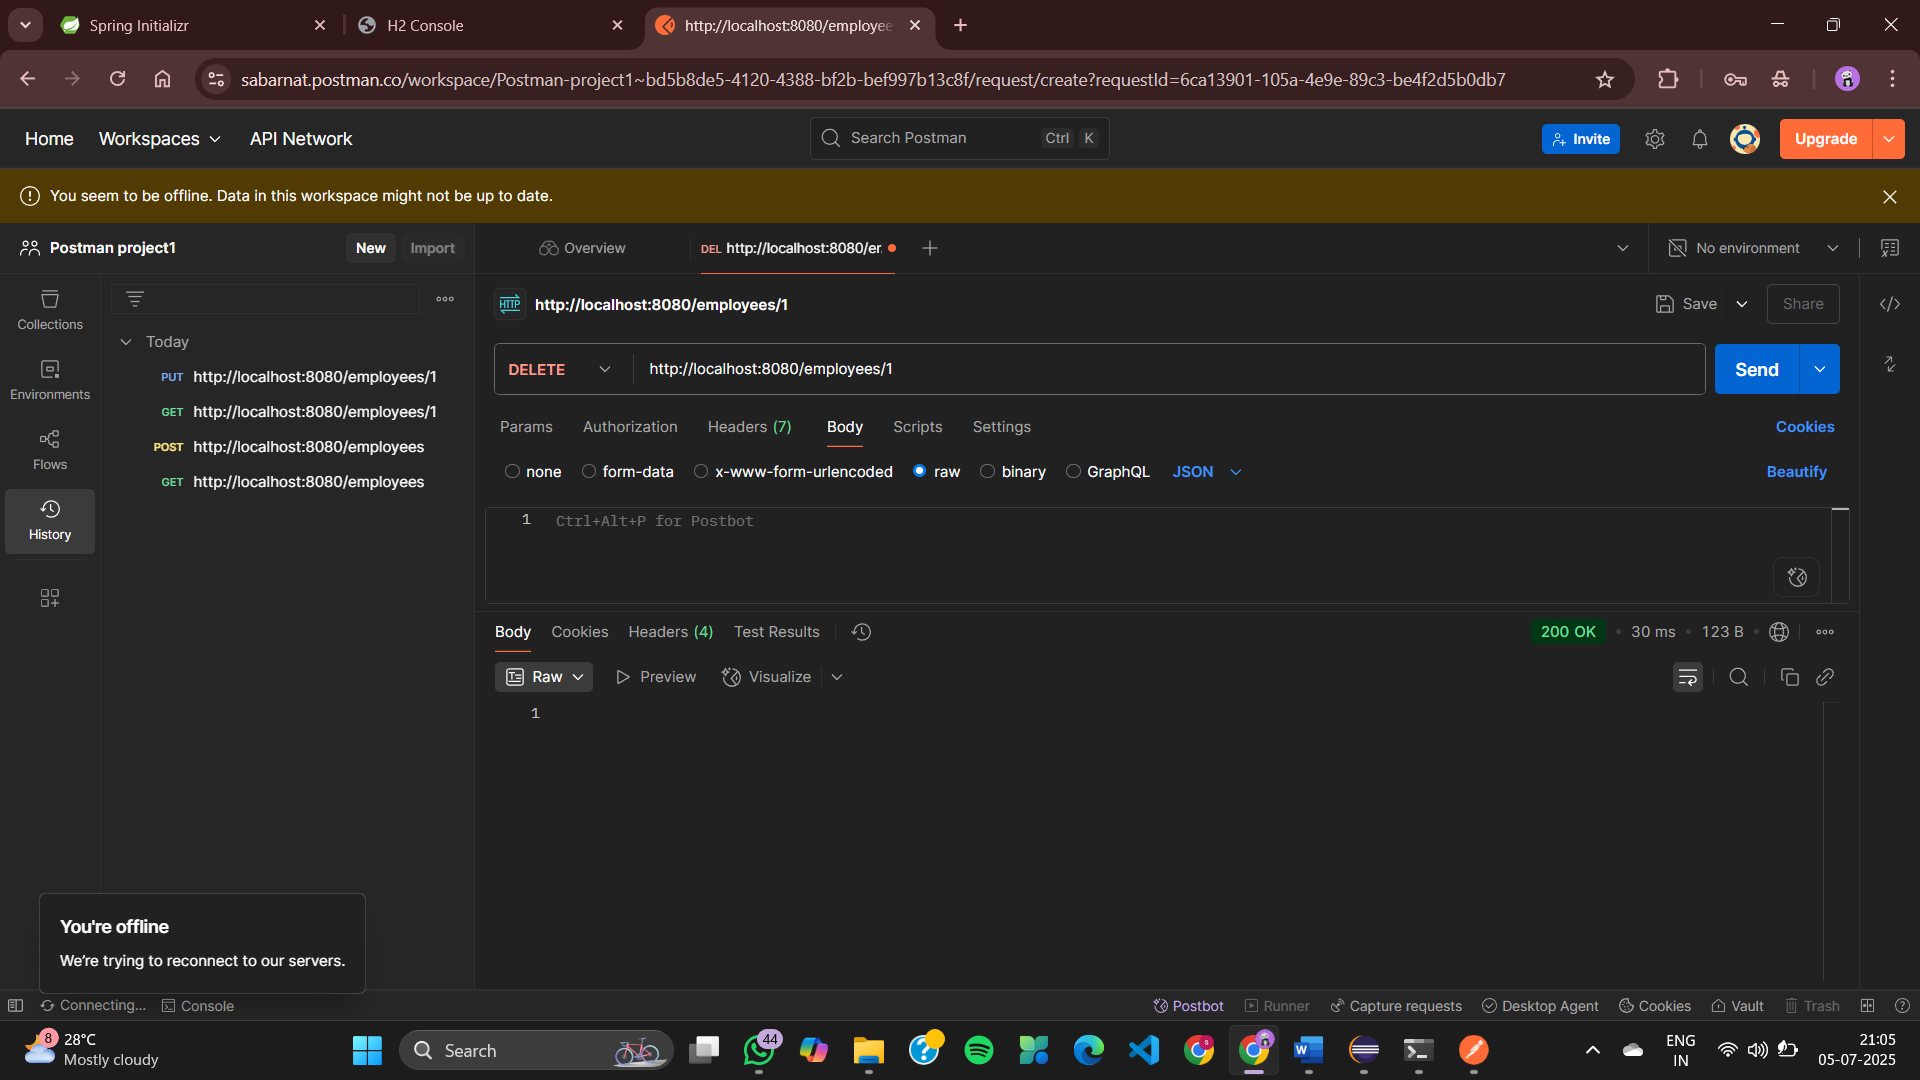 Spring Initializr
H2 Console
http://localhost:8080/employee
sabarnat.postman.co/workspace/Postman-project1~bd5b8de5-4120-4388-bf2b-bef997b13c8f/request/create?requestId=6ca13901-105a-4e9e-89c3-be4f2d5b0db7
Home Workspaces API Network Search Postman Ctrl K Invite Upgrade
You seem to be offline. Data in this workspace might not be up to date.
Postman project1 New Import
Overview DEL http://localhost:8080/er No environment
Collections
Environments
Flows
History
Today
PUT http://localhost:8080/employees/1
GET http://localhost:8080/employees/1
POST http://localhost:8080/employees
GET http://localhost:8080/employees
HTTP http://localhost:8080/employees/1 Save Share
DELETE http://localhost:8080/employees/1 Send
Params Authorization Headers (7) Body Scripts Settings Cookies
none form-data x-www-form-urlencoded raw binary GraphQL JSON Beautify
1 Ctrl+Alt+P for Postbot
Body Cookies Headers (4) Test Results 200 OK 30 ms 123 B
Raw Preview Visualize
1
You're offline
We're trying to reconnect to our servers.
Connecting... Console Postbot Runner Capture requests Desktop Agent Cookies Vault Trash
8 28°C
Mostly cloudy
Search
44
8
ENG
IN
21:05
05-07-2025